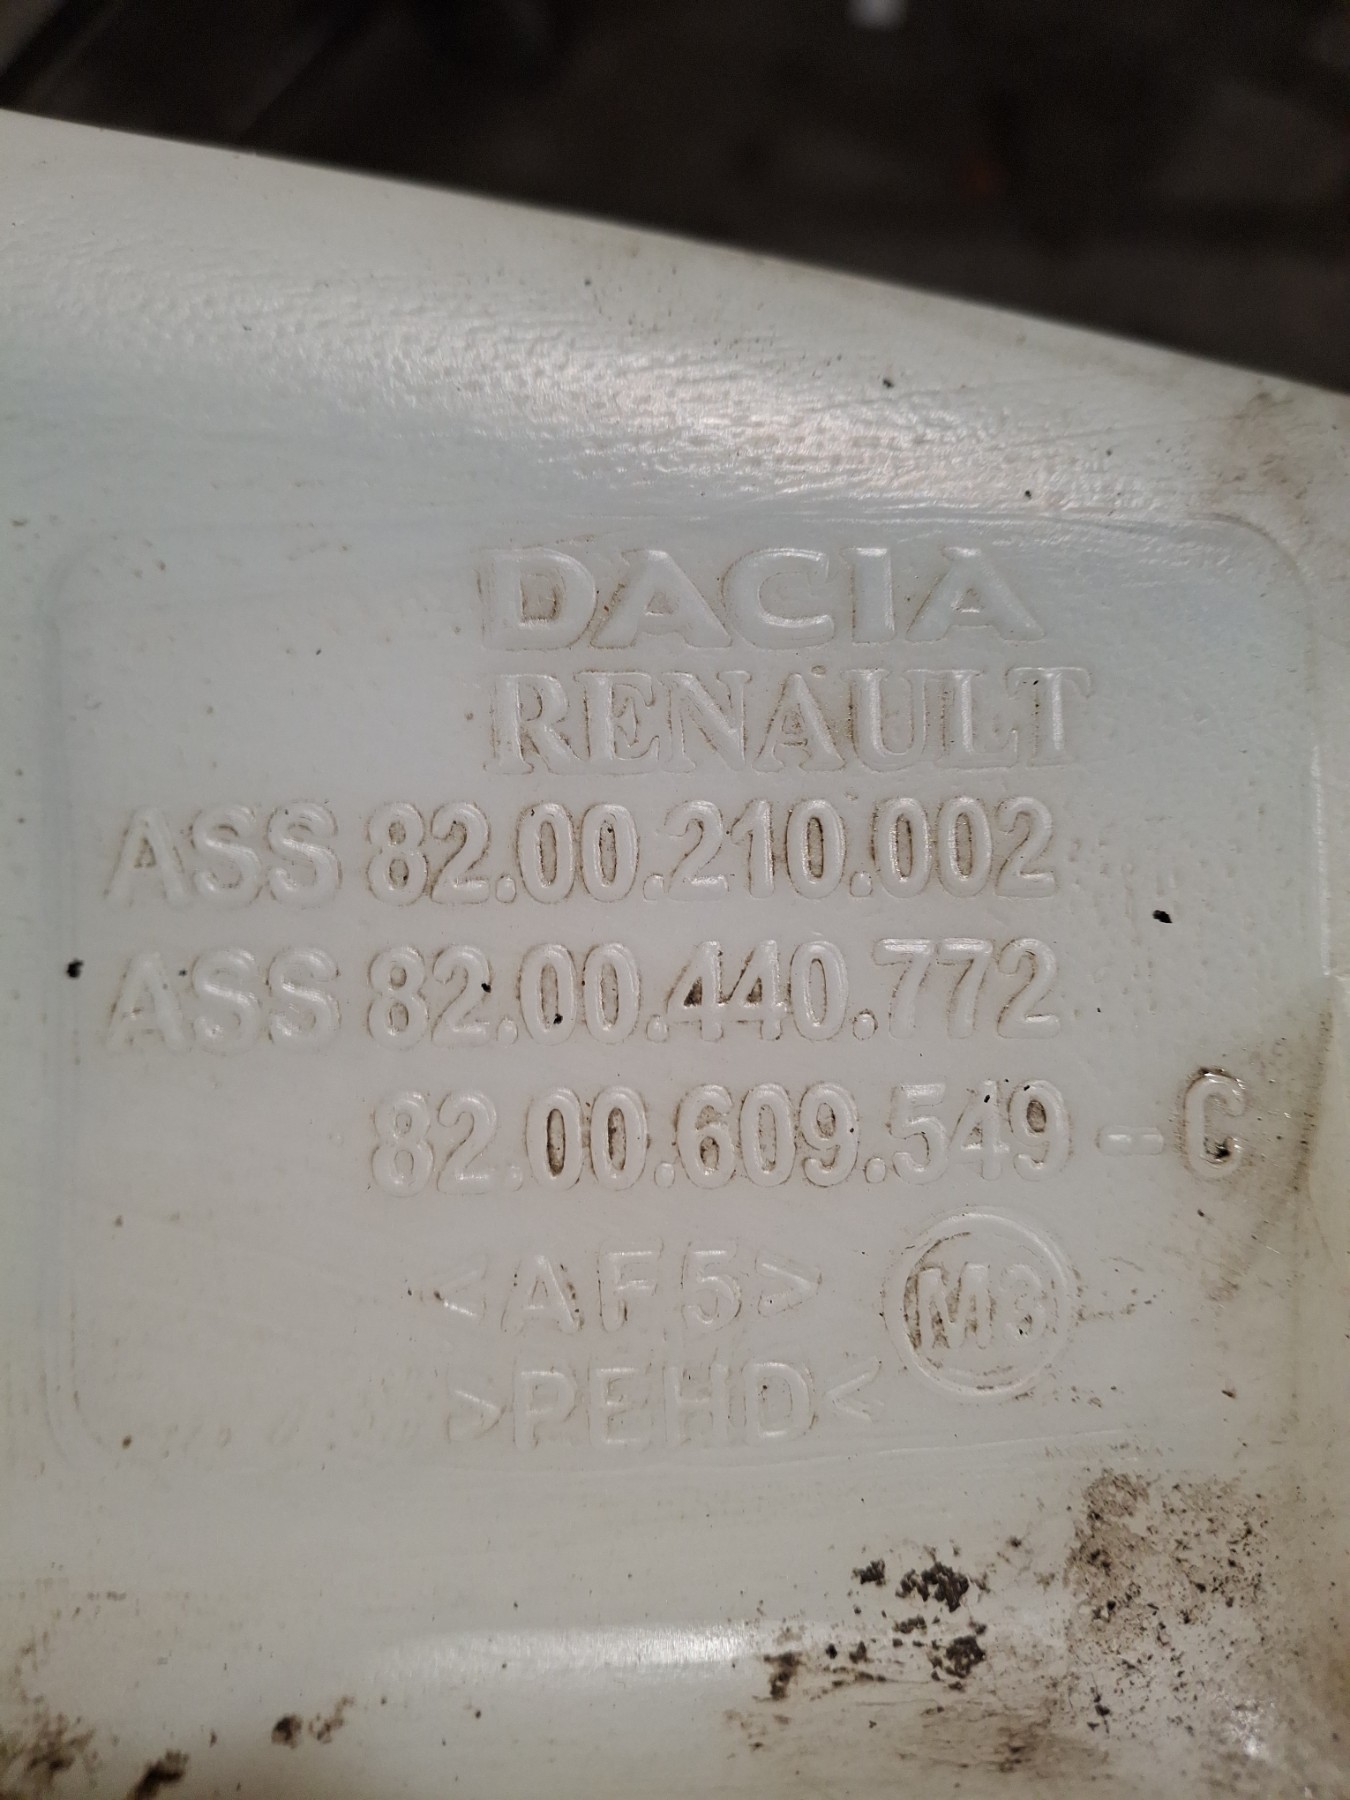 DACIA
RENAULT
ASS 82.00.210.002
ASS 82.00.440.772
82.00.609.549 - C
<AF5> M3
>PEHD<